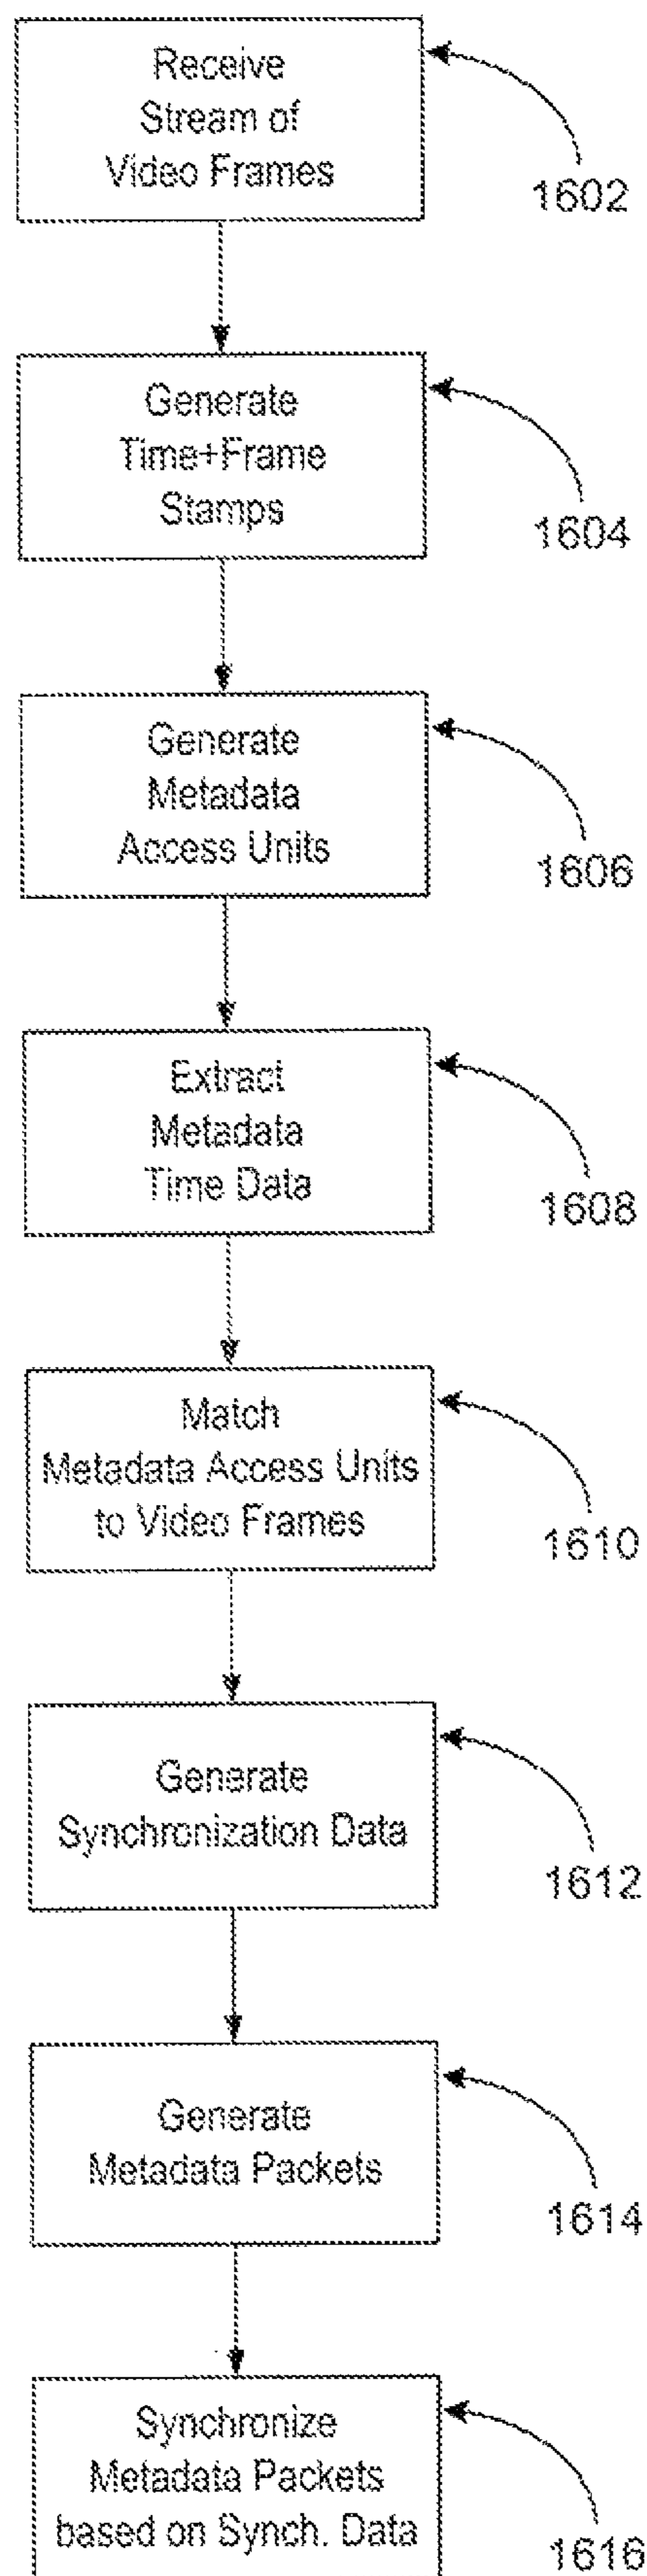 Receive
Stream of
Video Frames
1602
Generate
Time+Frame
Stamps
1604
Generate
Metadata
Access Units
1606
Extract
Metadata
Time Data
1608
Match
Metadata Access Units
to Video Frames
1610
Generate
Synchronization Data
1612
Generate
Metadata Packets
1614
Synchronize
Metadata Packets
based on Synch. Data
1616